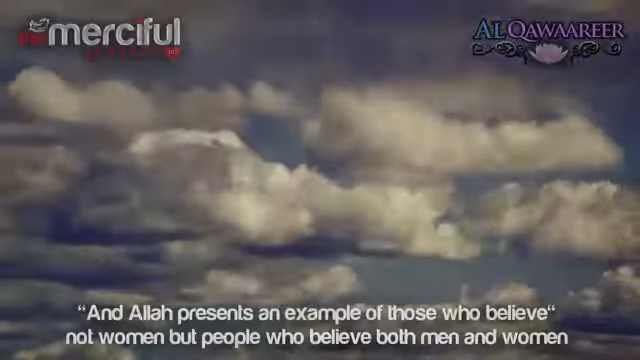 the merciful
AL QAWAAREER
“And Allah presents an example of those who believe“
not women but people who believe both men and women